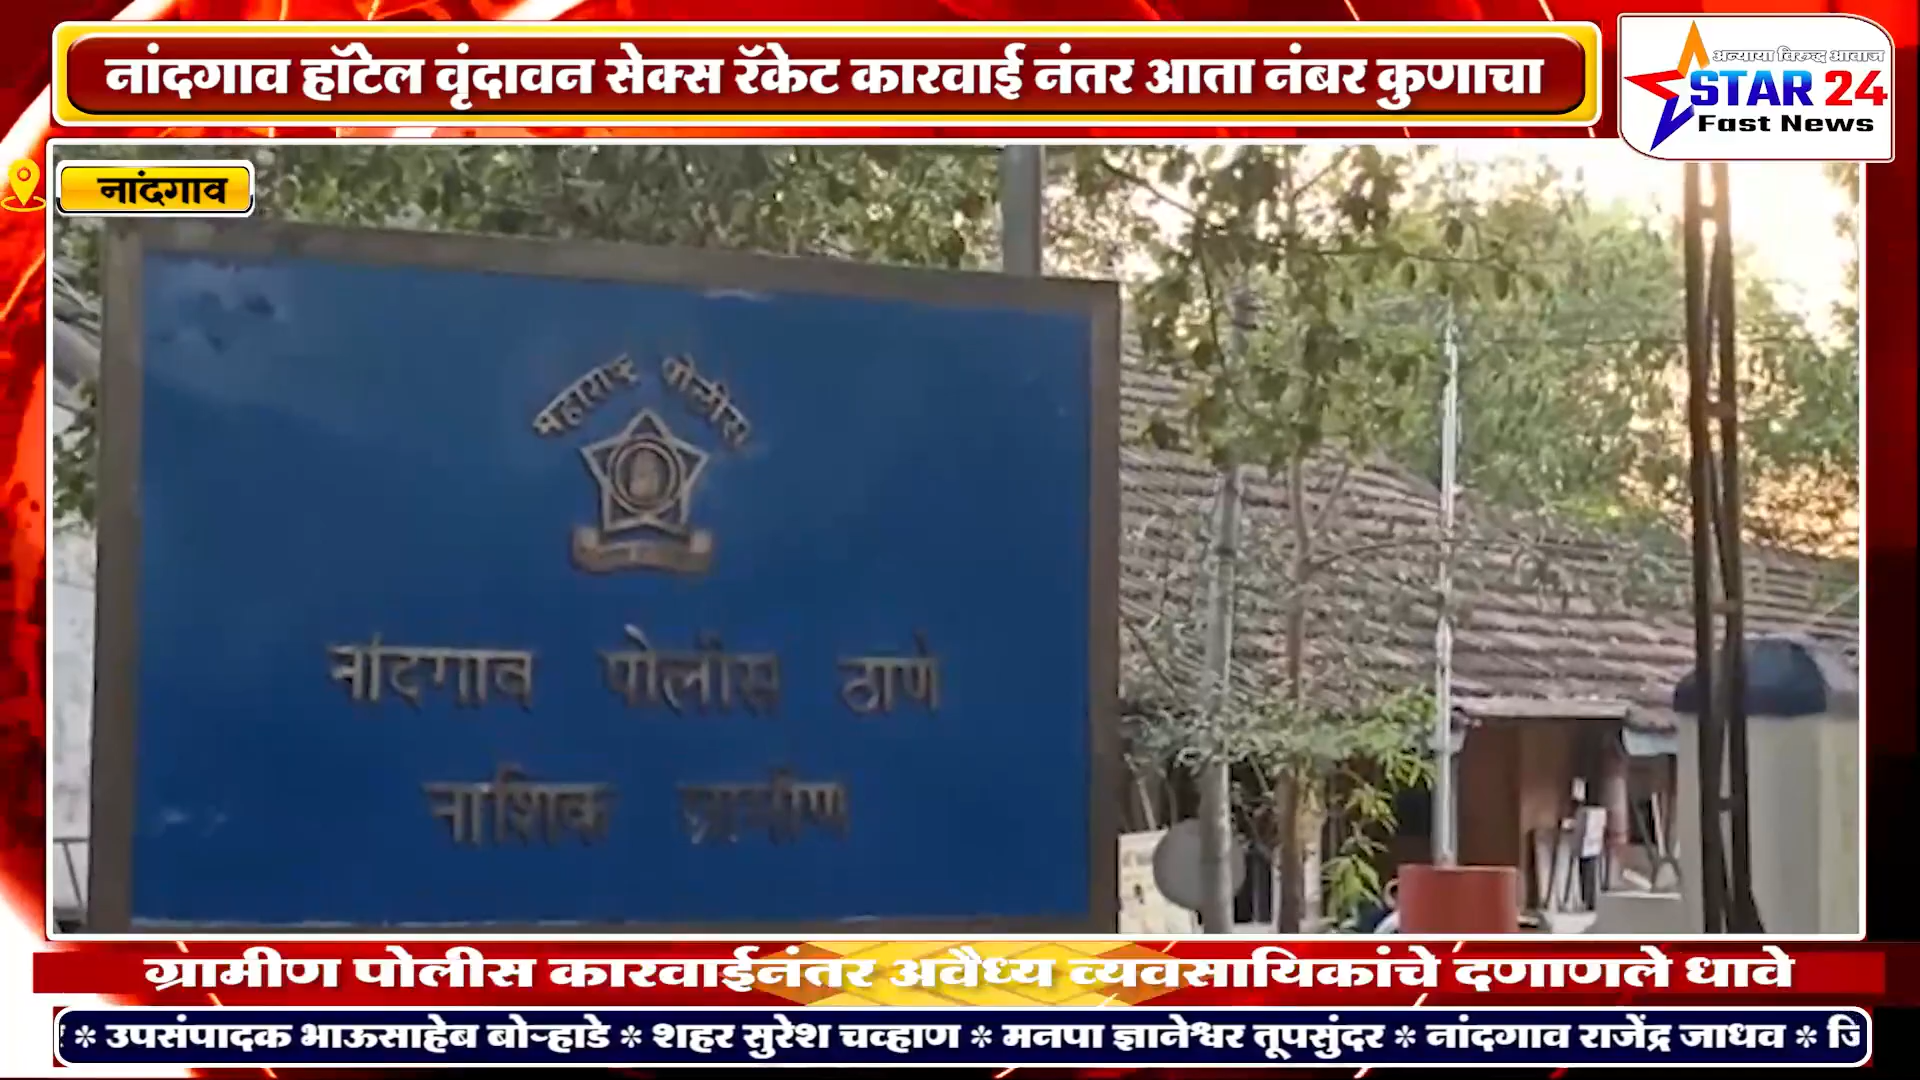 नांदगाव हॉटेल वृंदावन सेक्स रॅकेट कारवाई नंतर आता नंबर कुणाचा
अन्याया विरुद्ध आवाज
STAR 24
Fast News
नांदगाव
महाराष्ट्र पोलीस
नांदगाव पोलीस ठाणे
नाशिक ग्रामीण
ग्रामीण पोलीस कारवाईनंतर अवैध्य व्यवसायिकांचे दणाणले धावे
* उपसंपादक भाऊसाहेब बोऱ्हाडे * शहर सुरेश चव्हाण * मनपा ज्ञानेश्वर तूपसुंदर * नांदगाव राजेंद्र जाधव * जि